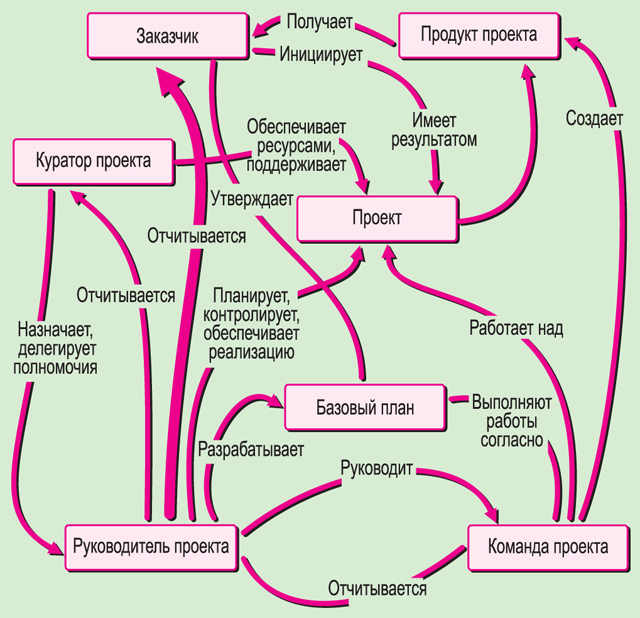 Заказчик
Получает
Продукт проекта
Инициирует
Имеет
результатом
Создает
Обеспечивает
ресурсами,
поддерживает
Куратор проекта
Утверждает
Проект
Отчитывается
Отчитывается
Планирует,
контролирует,
обеспечивает
реализацию
Назначает,
делегирует
полномочия
Работает над
Базовый план
Выполняют
работы
согласно
Разрабатывает
Руководит
Руководитель проекта
Команда проекта
Отчитывается